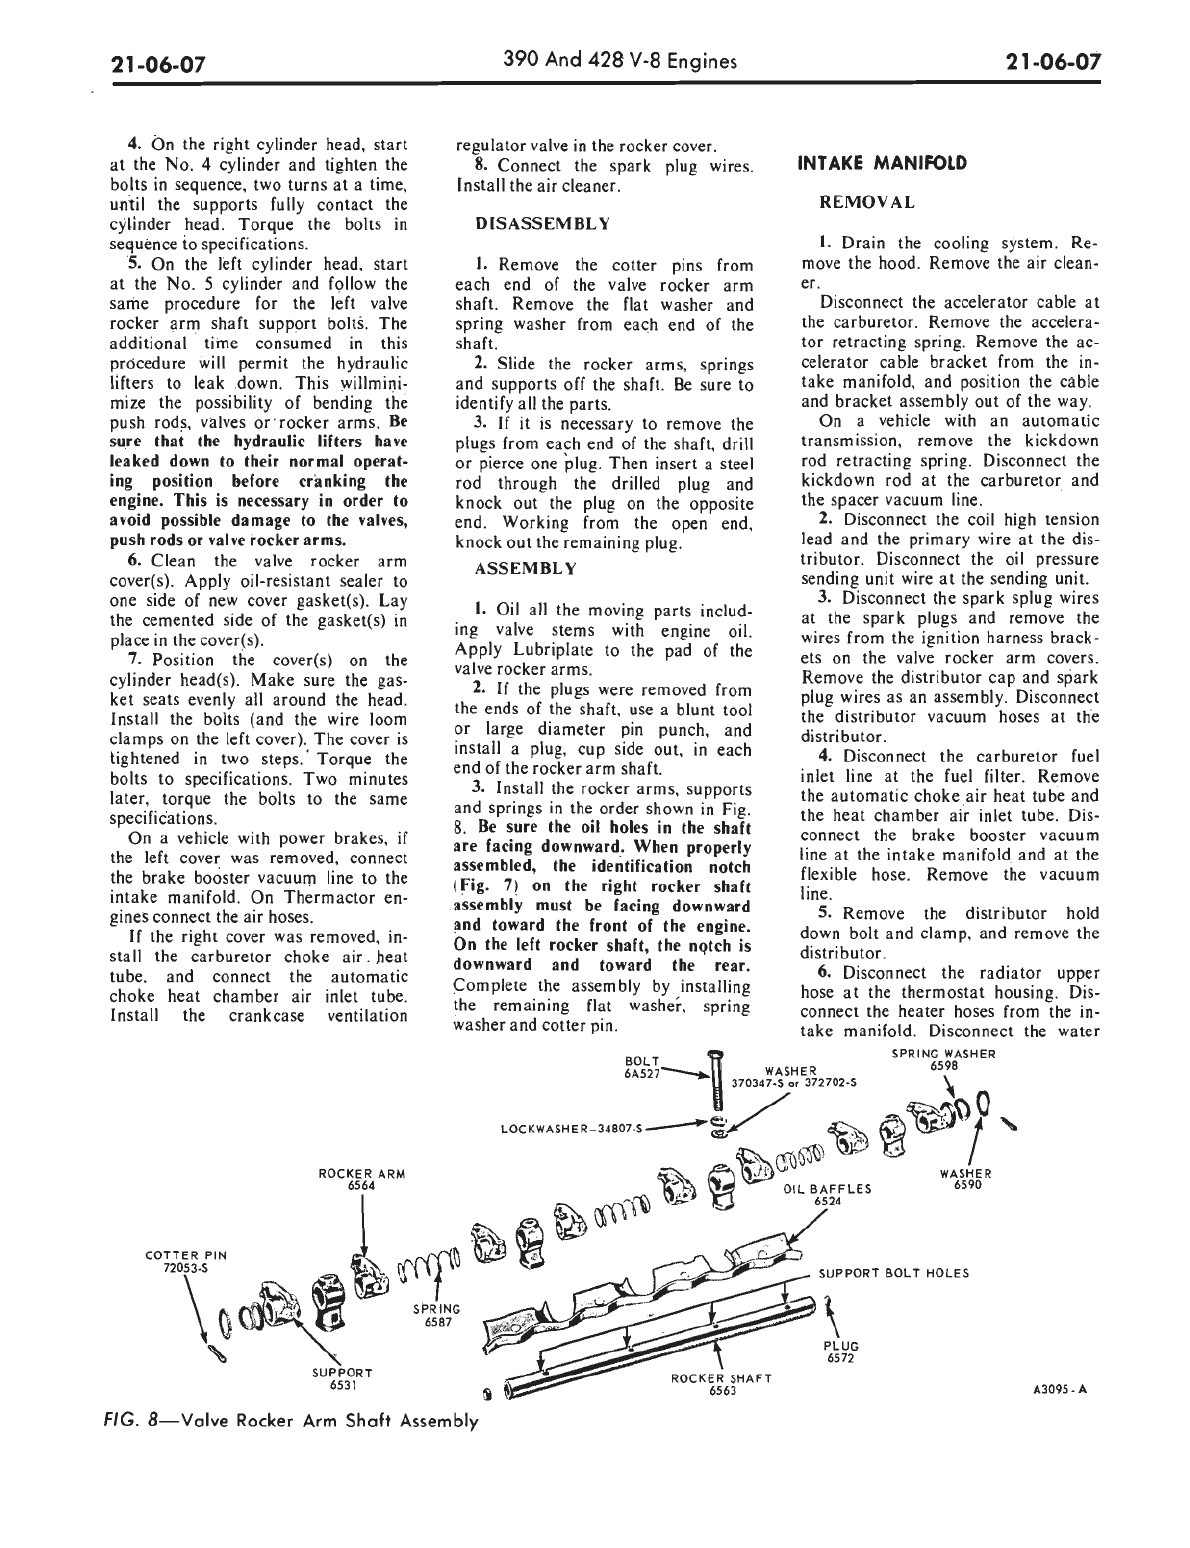 21-06-07
390 And 428 V-8 Engines
21-06-07
4. On the right cylinder head, start
at the No. 4 cylinder and tighten the
bolts in sequence, two turns at a time,
until the supports fully contact the
cylinder head. Torque the bolts in
sequence to specifications.
5. On the left cylinder head, start
at the No. 5 cylinder and follow the
same procedure for the left valve
rocker arm shaft support bolts. The
additional time consumed in this
procedure will permit the hydraulic
lifters to leak down. This willmini-
mize the possibility of bending the
push rods, valves or rocker arms. Be
sure that the hydraulic lifters have
leaked down to their normal operat-
ing position before cranking the
engine. This is necessary in order to
avoid possible damage to the valves,
push rods or valve rocker arms.
6. Clean the valve rocker arm
cover(s). Apply oil-resistant sealer to
one side of new cover gasket(s). Lay
the cemented side of the gasket(s) in
place in the cover(s).
7. Position the cover(s) on the
cylinder head(s). Make sure the gas-
ket seats evenly all around the head.
Install the bolts (and the wire loom
clamps on the left cover). The cover is
tightened in two steps. Torque the
bolts to specifications. Two minutes
later, torque the bolts to the same
specifications.
On a vehicle with power brakes, if
the left cover was removed, connect
the brake booster vacuum line to the
intake manifold. On Thermactor en-
gines connect the air hoses.
If the right cover was removed, in-
stall the carburetor choke air heat
tube, and connect the automatic
choke heat chamber air inlet tube.
Install the crankcase ventilation
regulator valve in the rocker cover.
8. Connect the spark plug wires.
Install the air cleaner.
DISASSEMBLY
1. Remove the cotter pins from
each end of the valve rocker arm
shaft. Remove the flat washer and
spring washer from each end of the
shaft.
2. Slide the rocker arms, springs
and supports off the shaft. Be sure to
identify all the parts.
3. If it is necessary to remove the
plugs from each end of the shaft, drill
or pierce one plug. Then insert a steel
rod through the drilled plug and
knock out the plug on the opposite
end. Working from the open end,
knock out the remaining plug.
ASSEMBLY
1. Oil all the moving parts includ-
ing valve stems with engine oil.
Apply Lubriplate to the pad of the
valve rocker arms.
2. If the plugs were removed from
the ends of the shaft, use a blunt tool
or large diameter pin punch, and
install a plug, cup side out, in each
end of the rocker arm shaft.
3. Install the rocker arms, supports
and springs in the order shown in Fig.
8. Be sure the oil holes in the shaft
are facing downward. When properly
assembled, the identification notch
(Fig. 7) on the right rocker shaft
assembly must be facing downward
and toward the front of the engine.
On the left rocker shaft, the notch is
downward and toward the rear.
Complete the assembly by installing
the remaining flat washer, spring
washer and cotter pin.
INTAKE MANIFOLD
REMOVAL
1. Drain the cooling system. Re-
move the hood. Remove the air clean-
er.
Disconnect the accelerator cable at
the carburetor. Remove the accelera-
tor retracting spring. Remove the ac-
celerator cable bracket from the in-
take manifold, and position the cable
and bracket assembly out of the way.
On a vehicle with an automatic
transmission, remove the kickdown
rod retracting spring. Disconnect the
kickdown rod at the carburetor and
the spacer vacuum line.
2. Disconnect the coil high tension
lead and the primary wire at the dis-
tributor. Disconnect the oil pressure
sending unit wire at the sending unit.
3. Disconnect the spark splug wires
at the spark plugs and remove the
wires from the ignition harness brack-
ets on the valve rocker arm covers.
Remove the distributor cap and spark
plug wires as an assembly. Disconnect
the distributor vacuum hoses at the
distributor.
4. Disconnect the carburetor fuel
inlet line at the fuel filter. Remove
the automatic choke air heat tube and
the heat chamber air inlet tube. Dis-
connect the brake booster vacuum
line at the intake manifold and at the
flexible hose. Remove the vacuum
line.
5. Remove the distributor hold
down bolt and clamp, and remove the
distributor.
6. Disconnect the radiator upper
hose at the thermostat housing. Dis-
connect the heater hoses from the in-
take manifold. Disconnect the water
BOLT
6A527
WASHER
370347-S or 372702-S
SPRING WASHER
6598
LOCKWASHER-34807-S
ROCKER ARM
6564
OIL BAFFLES
6524
WASHER
6590
COTTER PIN
72053-S
SPRING
6587
SUPPORT BOLT HOLES
SUPPORT
6531
PLUG
6572
ROCKER SHAFT
6563
A3095-A
FIG. 8—Valve Rocker Arm Shaft Assembly